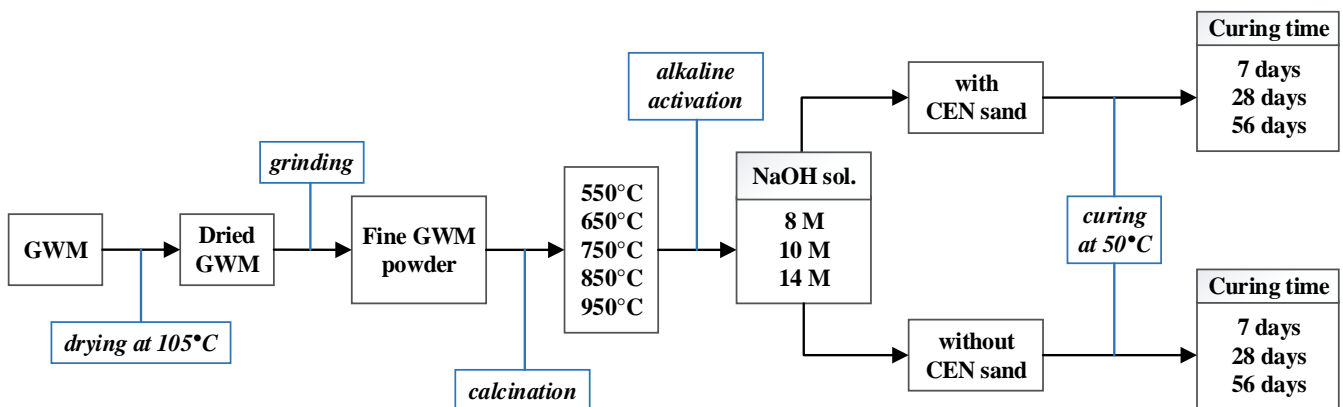 GWM
drying at 105°C
Dried
GWM
grinding
Fine GWM
powder
calcination
550°C
650°C
750°C
850°C
950°C
alkaline
activation
NaOH sol.
8 M
10 M
14 M
with
CEN sand
without
CEN sand
curing
at 50°C
Curing time
7 days
28 days
56 days
Curing time
7 days
28 days
56 days